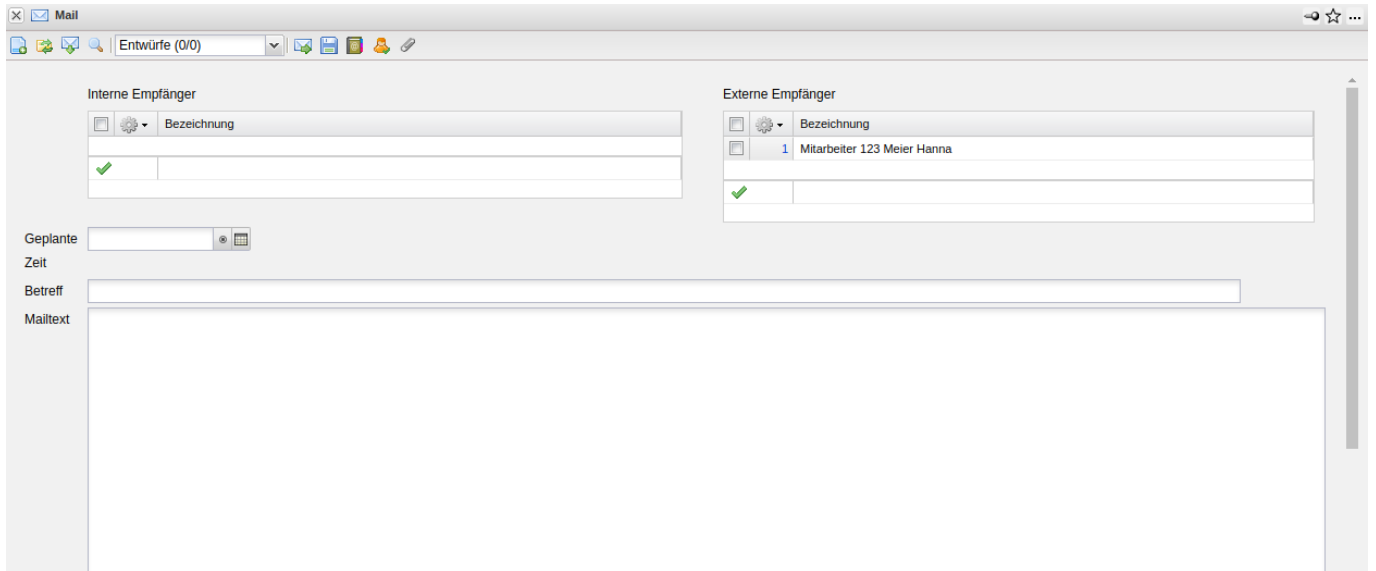 Mail
Entwürfe (0/0)
Interne Empfänger
Externe Empfänger
Bezeichnung
Bezeichnung
1 Mitarbeiter 123 Meier Hanna
Geplante
Zeit
Betreff
Mailtext